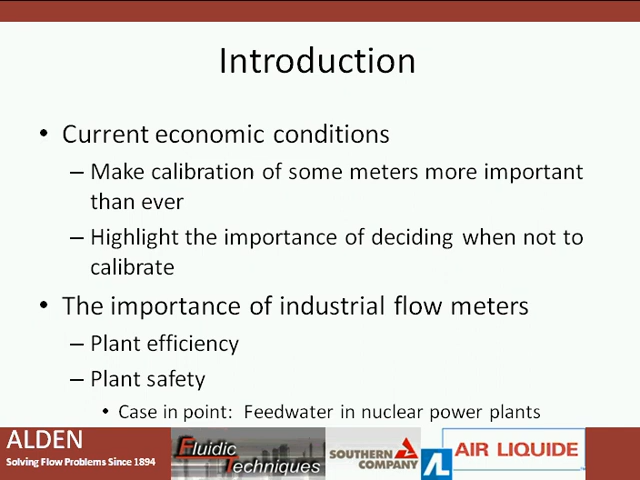 Introduction
• Current economic conditions
– Make calibration of some meters more important
than ever
– Highlight the importance of deciding when not to
calibrate
• The importance of industrial flow meters
– Plant efficiency
– Plant safety
• Case in point: Feedwater in nuclear power plants
ALDEN
Solving Flow Problems Since 1894
Fluidic
Techniques
SOUTHERN
COMPANY
AL
AIR LIQUIDE